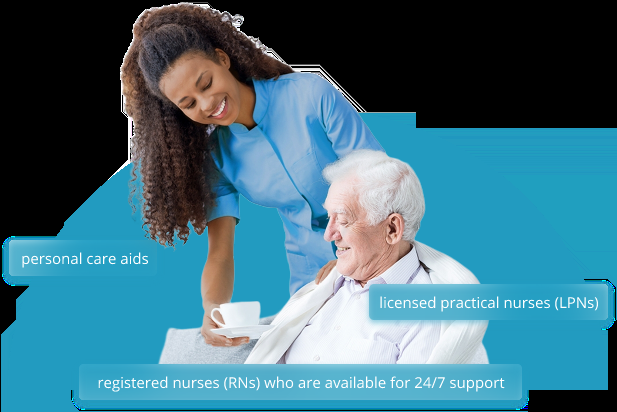 personal care aids
licensed practical nurses (LPNs)
registered nurses (RNs) who are available for 24/7 support